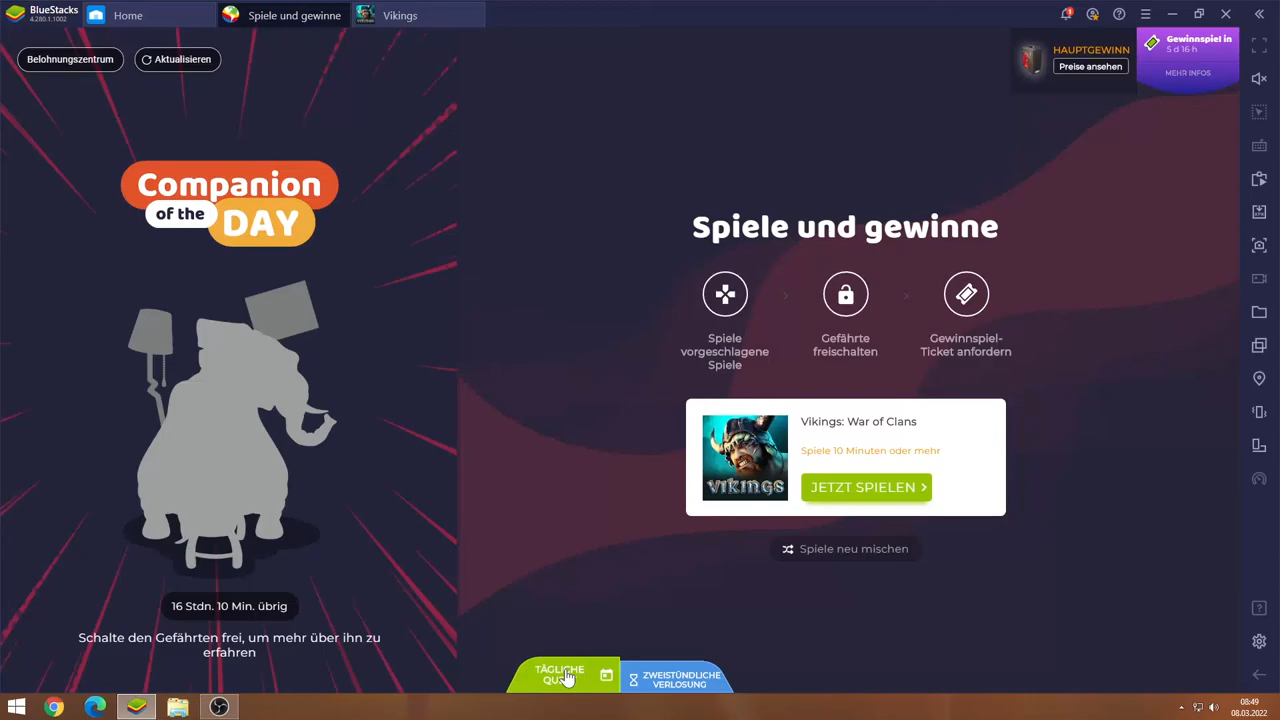 BlueStacks
4.280.1.1002
Home
Spiele und gewinne
Vikings
Belohnungszentrum
Aktualisieren
HAUPTGEWINN
Preise ansehen
Gewinnspiel in
5 d 16 h
MEHR INFOS
Companion
of the DAY
Spiele und gewinne
Spiele
vorgeschlagene
Spiele
Gefährte
freischalten
Gewinnspiel-
Ticket anfordern
Vikings: War of Clans
Spiele 10 Minuten oder mehr
VIKINGS
JETZT SPIELEN
Spiele neu mischen
16 Stdn. 10 Min. übrig
Schalte den Gefährten frei, um mehr über ihn zu
erfahren
TÄGLICHE
ZWEISTÜNDLICHE
VERLOSUNG
08:49
08.03.2022